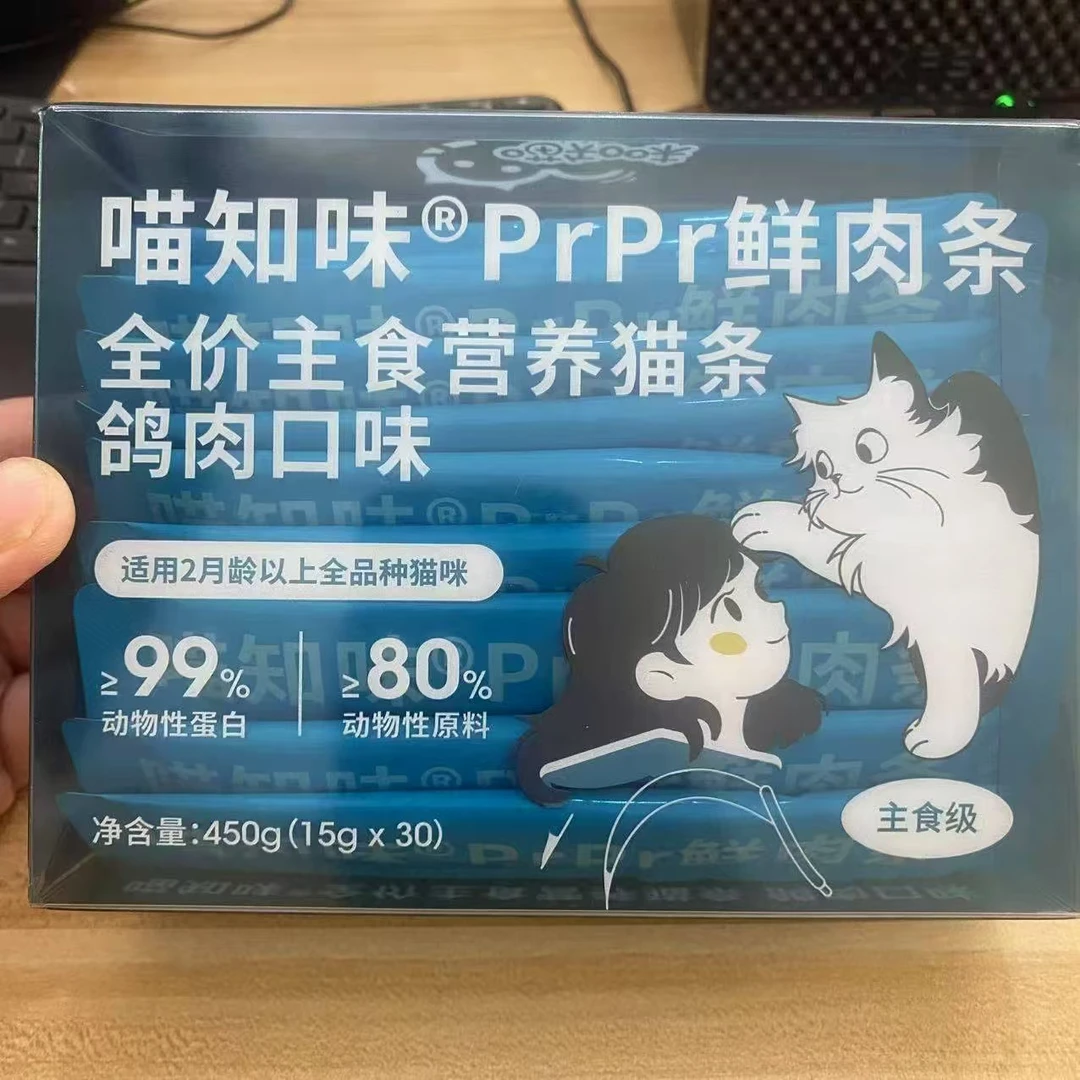 喵知味®PrPr鲜肉条
全价主食营养猫条
鸽肉口味
适用2月龄以上全品种猫咪
≥99%
动物性蛋白
≥80%
动物性原料
净含量:450g(15g x 30)
主食级